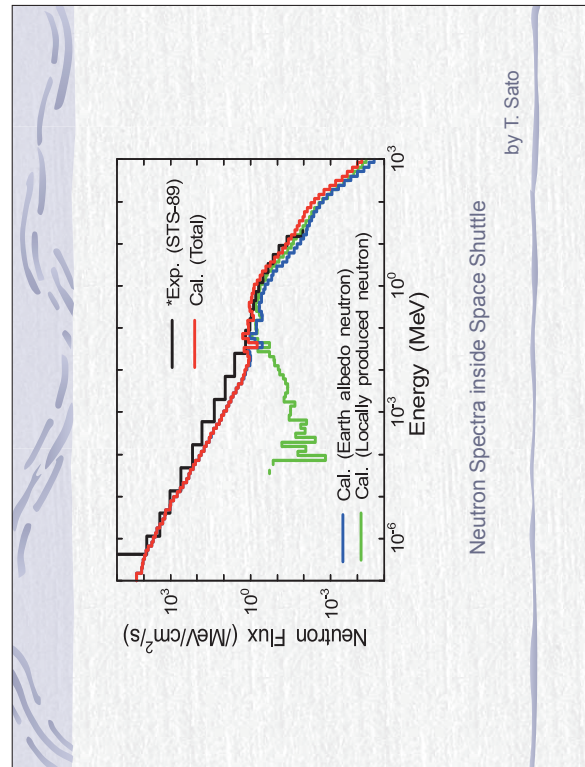 *Exp. (STS-89)
Cal. (Total)
Cal. (Earth albedo neutron)
Cal. (Locally produced neutron)
Neutron Flux (/MeV/cm²/s)
10³
10⁰
10⁻³
10⁻⁶
10⁻³
10⁰
10³
Energy (MeV)
Neutron Spectra inside Space Shuttle
by T. Sato